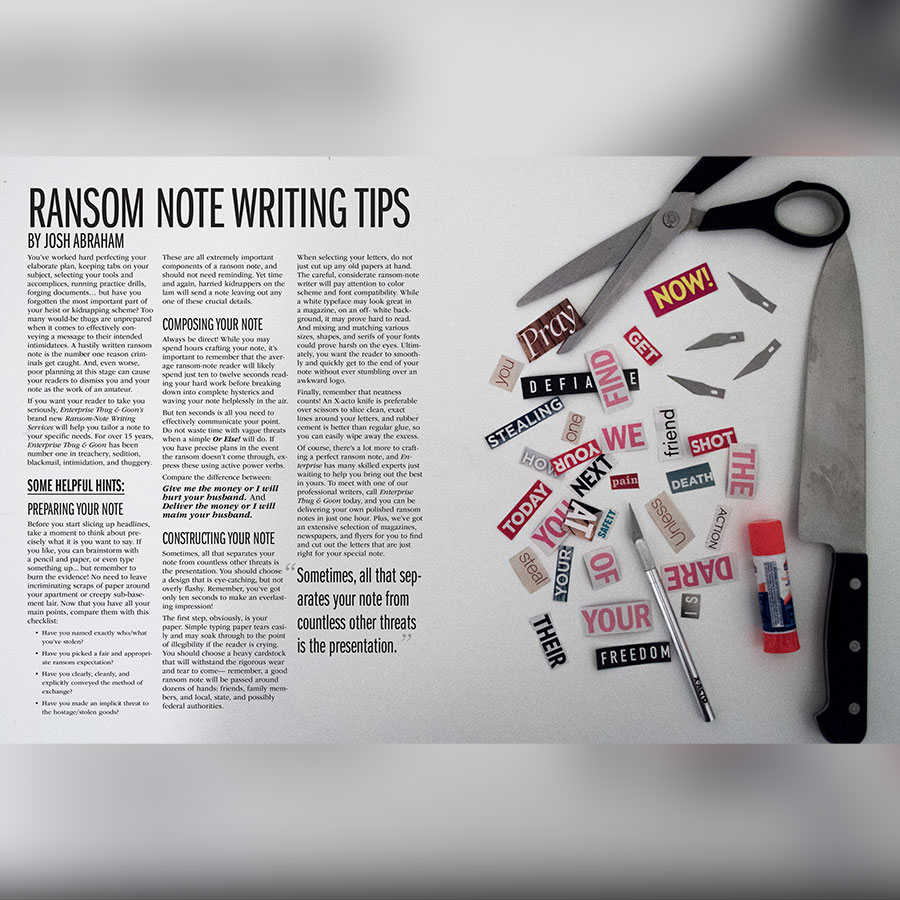 RANSOM NOTE WRITING TIPS
BY JOSH ABRAHAM
You've worked hard perfecting your
elaborate plan, keeping tabs on your
subject, selecting your tools and
accomplices, running practice drills,
forging documents... but have you
forgotten the most important part of
your heist or kidnapping scheme? Too
many would-be thugs are unprepared
when it comes to effectively con-
veying a message to their intended
intimidatees. A hastily written ransom
note is the number one reason crim-
inals get caught. And, even worse,
poor planning at this stage can cause
your readers to dismiss you and your
note as the work of an amateur.
If you want your reader to take you
seriously, Enterprise Thug & Goon's
brand new Ransom-Note Writing
Services will help you tailor a note to
your specific needs. For over 15 years,
Enterprise Thug & Goon has been
number one in treachery, sedition,
blackmail, intimidation, and thuggery.
SOME HELPFUL HINTS:
PREPARING YOUR NOTE
Before you start slicing up headlines,
take a moment to think about pre-
cisely what it is you want to say. If
you like, you can brainstorm with
a pencil and paper, or even type
something up... but remember to
burn the evidence! No need to leave
incriminating scraps of paper around
your apartment or creepy sub-base-
ment lair. Now that you have all your
main points, compare them with this
checklist:
• Have you named exactly who/what
you've stolen?
• Have you picked a fair and appropri-
ate ransom expectation?
• Have you clearly, cleanly, and
explicitly conveyed the method of
exchange?
• Have you made an implicit threat to
the hostage/stolen goods?
These are all extremely important
components of a ransom note, and
should not need reminding. Yet time
and again, harried kidnappers on the
lam will send a note leaving out any
one of these crucial details.
COMPOSING YOUR NOTE
Always be direct! While you may
spend hours crafting your note, it's
important to remember that the aver-
age ransom-note reader will likely
spend just ten to twelve seconds read-
ing your hard work before breaking
down into complete hysterics and
waving your note helplessly in the air.
But ten seconds is all you need to
effectively communicate your point.
Do not waste time with vague threats
when a simple Or Else! will do. If
you have precise plans in the event
the ransom doesn't come through, ex-
press these using active power verbs.
Compare the difference between:
Give me the money or I will
hurt your husband. And
Deliver the money or I will
maim your husband.
CONSTRUCTING YOUR NOTE
Sometimes, all that separates your
note from countless other threats is
the presentation. You should choose
a design that is eye-catching, but not
overly flashy. Remember, you've got
only ten seconds to make an everlast-
ing impression!
The first step, obviously, is your
paper. Simple typing paper tears easi-
ly and may soak through to the point
of illegibility if the reader is crying.
You should choose a heavy cardstock
that will withstand the rigorous wear
and tear to come— remember, a good
ransom note will be passed around
dozens of hands: friends, family mem-
bers, and local, state, and possibly
federal authorities.
When selecting your letters, do not
just cut up any old papers at hand.
The careful, considerate ransom-note
writer will pay attention to color
scheme and font compatibility. While
a white typeface may look great in
a magazine, on an off- white back-
ground, it may prove hard to read.
And mixing and matching various
sizes, shapes, and serifs of your fonts
could prove harsh on the eyes. Ultim-
ately, you want the reader to smooth-
ly and quickly get to the end of your
note without ever stumbling over an
awkward logo.
Finally, remember that neatness
counts! An X-acto knife is preferable
over scissors to slice clean, exact
lines around your letters, and rubber
cement is better than regular glue, so
you can easily wipe away the excess.
Of course, there's a lot more to craft-
ing a perfect ransom note, and En-
terprise has many skilled experts just
waiting to help you bring out the best
in yours. To meet with one of our
professional writers, call Enterprise
Thug & Goon today, and you can be
delivering your own polished ransom
notes in just one hour. Plus, we've got
an extensive selection of magazines,
newspapers, and flyers for you to find
and cut out the letters that are just
right for your special note.
“Sometimes, all that sep-
arates your note from
countless other threats
is the presentation.”
NOW!
Pray
GET
you
FIND
STEALING
one
WE
friend
SHOT
YOUR
THE
NEXT
pain
DEATH
TODAY
YOU
AT
SAFETY
Unless
ACTION
steal
YOUR
OF
DARE
IS
YOUR
THEIR
FREEDOM
X-ACTO